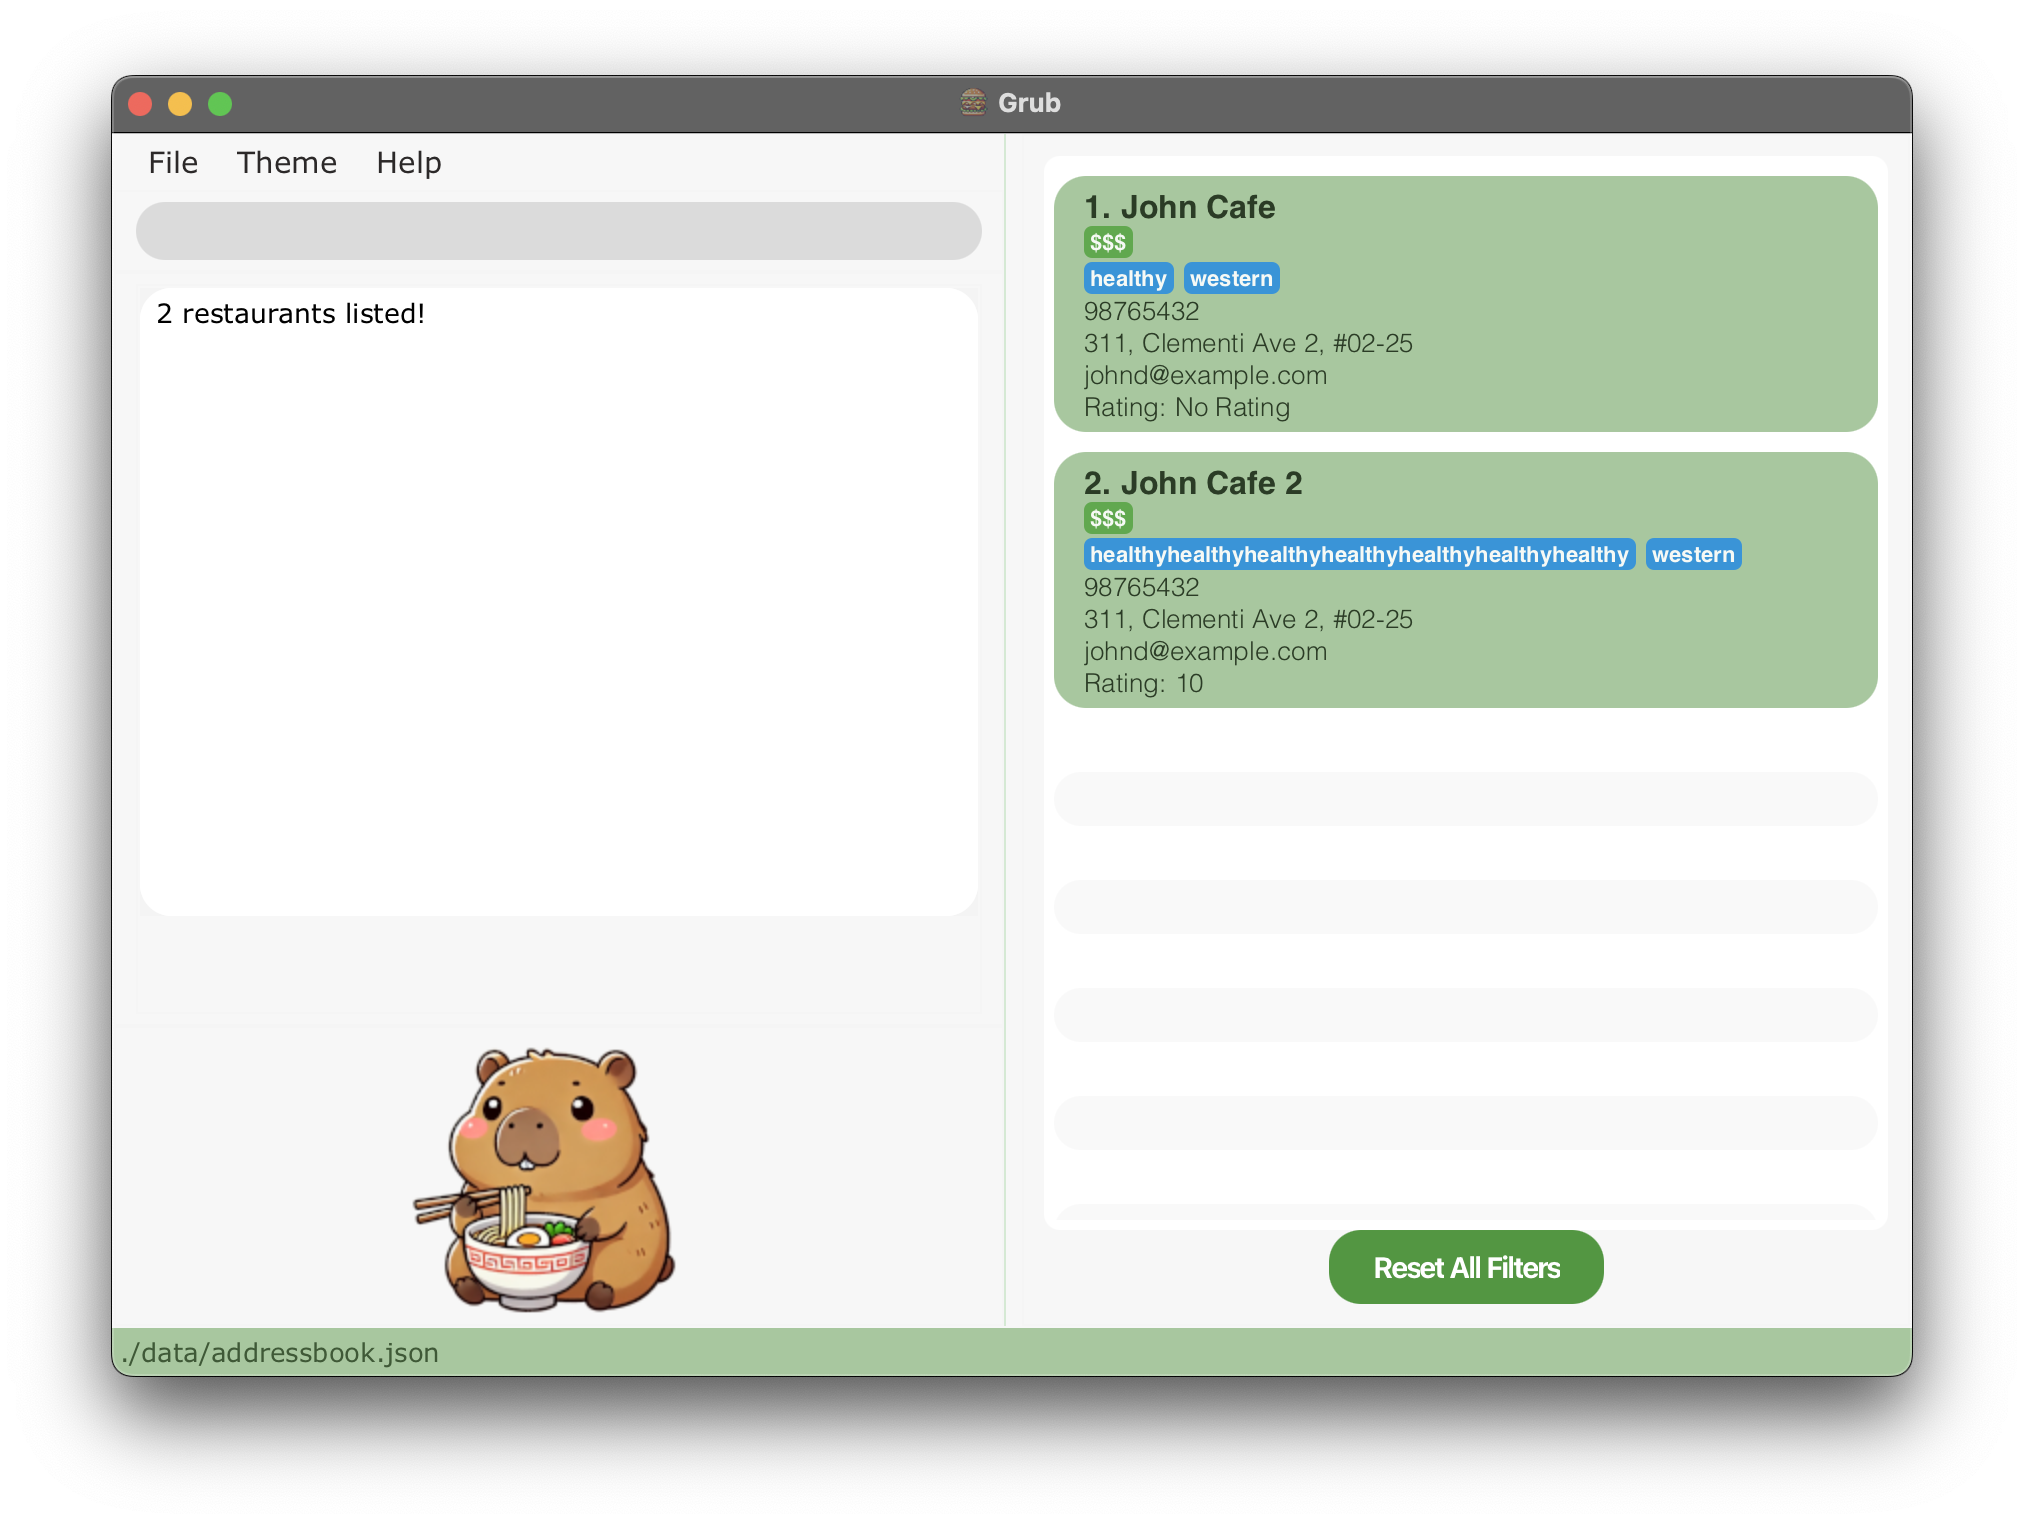 Grub
File Theme Help
2 restaurants listed!
1. John Cafe
$$$
healthy western
98765432
311, Clementi Ave 2, #02-25
johnd@example.com
Rating: No Rating
2. John Cafe 2
$$$
healthyhealthyhealthyhealthyhealthyhealthyhealthy western
98765432
311, Clementi Ave 2, #02-25
johnd@example.com
Rating: 10
Reset All Filters
./data/addressbook.json